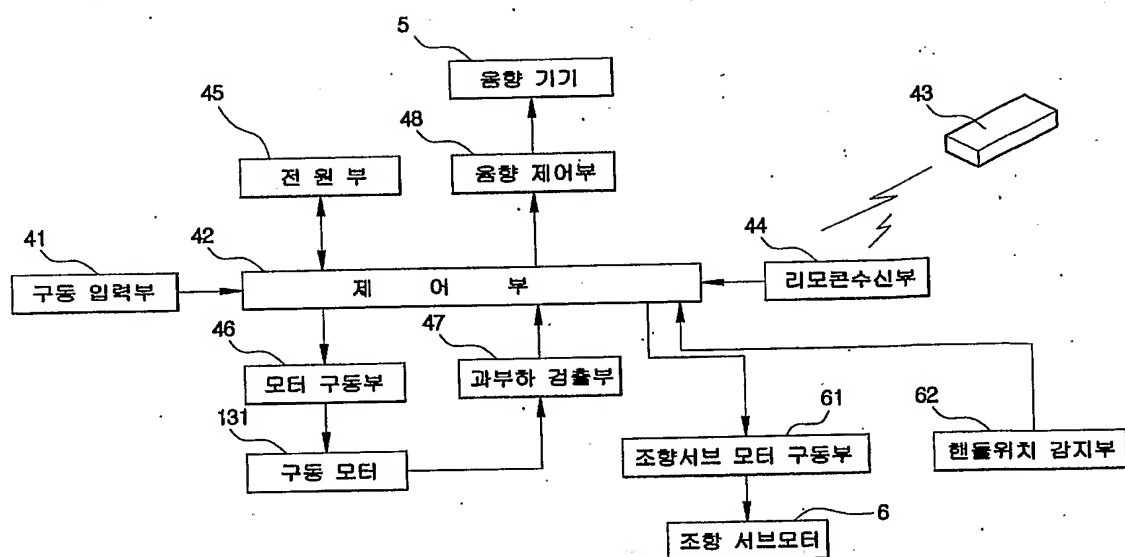 5
음향 기기
45
48
43
전 원 부
음향 제어부
41
42
44
구동 입력부
제 어 부
리모콘수신부
46
47
모터 구동부
과부하 검출부
131
61
62
구동 모터
조향서브 모터 구동부
핸들위치 감지부
6
조향 서브모터